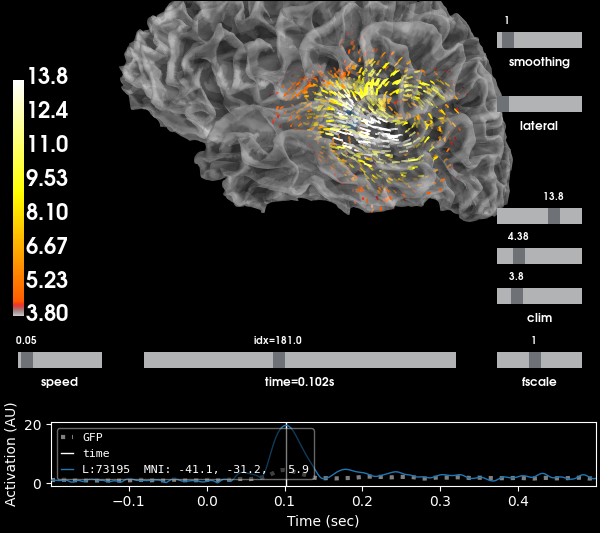 1
smoothing
lateral
13.8
12.4
11.0
9.53
8.10
6.67
5.23
3.80
13.8
4.38
3.8
clim
0.05
speed
idx=181.0
time=0.102s
1
fscale
Activation (AU)
20
0
GFP
time
L:73195 MNI: -41.1, -31.2, 5.9
−0.1 0.0 0.1 0.2 0.3 0.4
Time (sec)